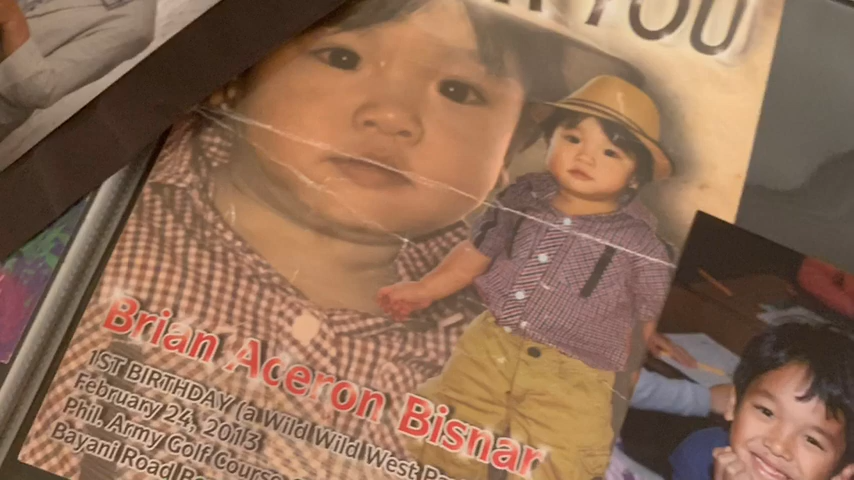 YOU
Brian Aceron Bisnar
1ST BIRTHDAY (a Wild Wild West
February 24, 2013
Phil. Army Golf Course
Bayani Road